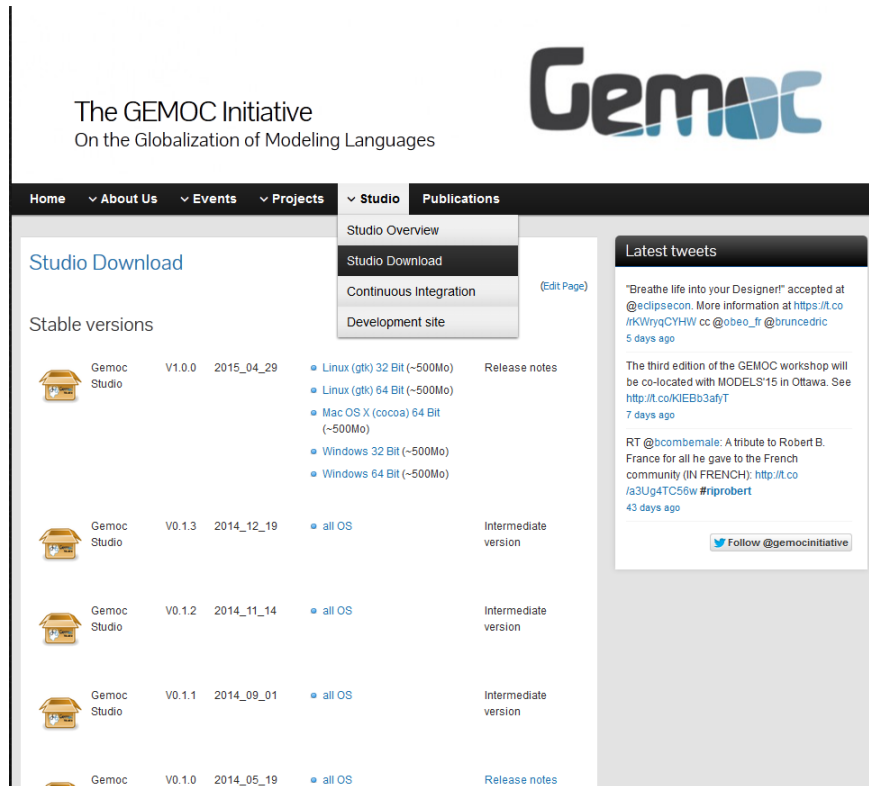 Gemoc
The GEMOC Initiative
On the Globalization of Modeling Languages
Home About Us Events Projects Studio Publications
Studio Overview
Studio Download
Continuous Integration
Development site
Studio Download
(Edit Page)
Stable versions
Gemoc Studio V1.0.0 2015_04_29
Linux (gtk) 32 Bit (~500Mo)
Linux (gtk) 64 Bit (~500Mo)
Mac OS X (cocoa) 64 Bit
(~500Mo)
Windows 32 Bit (~500Mo)
Windows 64 Bit (~500Mo)
Release notes
Gemoc Studio V0.1.3 2014_12_19 all OS Intermediate version
Gemoc Studio V0.1.2 2014_11_14 all OS Intermediate version
Gemoc Studio V0.1.1 2014_09_01 all OS Intermediate version
Gemoc V0.1.0 2014_05_19 all OS Release notes
Latest tweets
"Breathe life into your Designer!" accepted at
@eclipsecon. More information at https://t.co
/rKWryqCYHW cc @obeo_fr @bruncedric
5 days ago
The third edition of the GEMOC workshop will
be co-located with MODELS'15 in Ottawa. See
http://t.co/KlEBb3afyT
7 days ago
RT @bcombemale: A tribute to Robert B.
France for all he gave to the French
community (IN FRENCH): http://t.co
/a3Ug4TC56w #riprobert
43 days ago
Follow @gemocinitiative